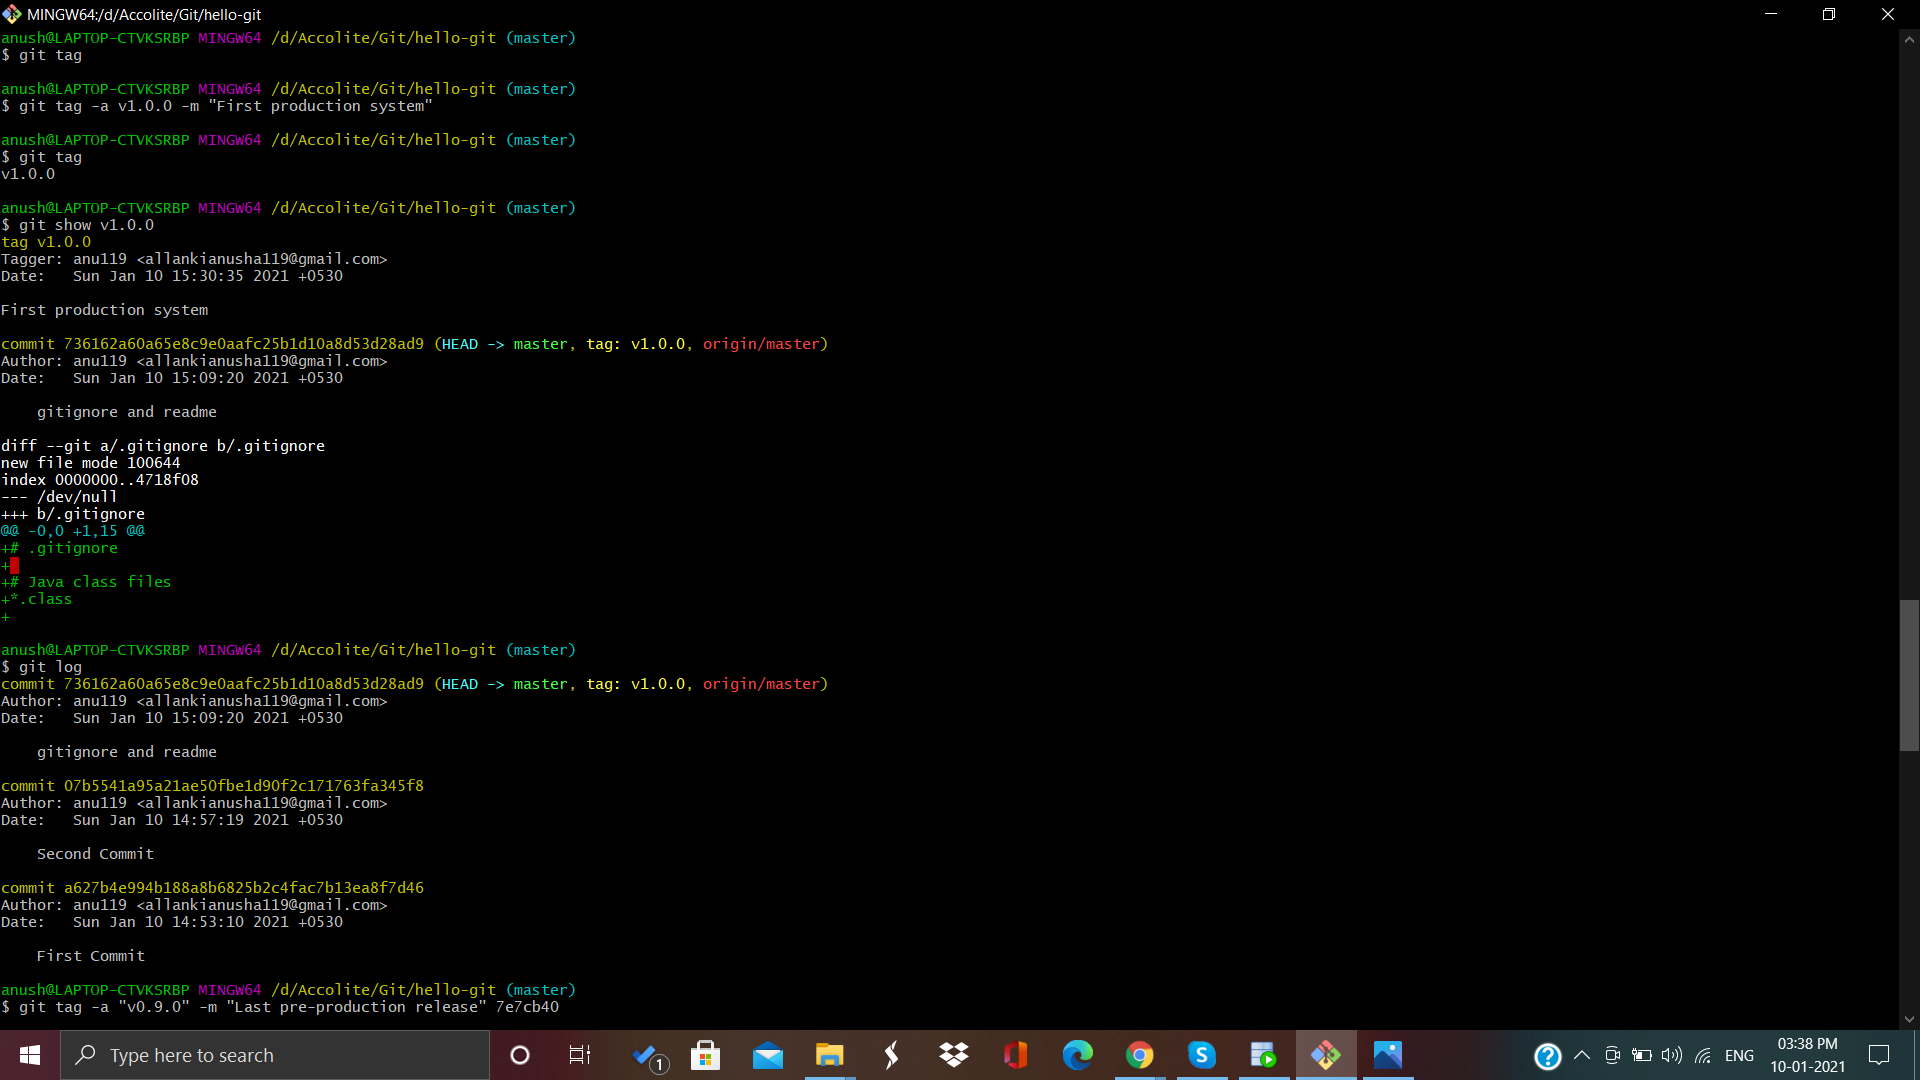 MINGW64:/d/Accolite/Git/hello-git
anush@LAPTOP-CTVKSRBP MINGW64 /d/Accolite/Git/hello-git (master)
$ git tag
anush@LAPTOP-CTVKSRBP MINGW64 /d/Accolite/Git/hello-git (master)
$ git tag -a v1.0.0 -m "First production system"
anush@LAPTOP-CTVKSRBP MINGW64 /d/Accolite/Git/hello-git (master)
$ git tag
v1.0.0
anush@LAPTOP-CTVKSRBP MINGW64 /d/Accolite/Git/hello-git (master)
$ git show v1.0.0
tag v1.0.0
Tagger: anu119 <allankianusha119@gmail.com>
Date:   Sun Jan 10 15:30:35 2021 +0530
First production system
commit 736162a60a65e8c9e0aafc25b1d10a8d53d28ad9 (HEAD -> master, tag: v1.0.0, origin/master)
Author: anu119 <allankianusha119@gmail.com>
Date:   Sun Jan 10 15:09:20 2021 +0530
gitignore and readme
diff --git a/.gitignore b/.gitignore
new file mode 100644
index 0000000..4718f08
--- /dev/null
+++ b/.gitignore
@@ -0,0 +1,15 @@
+# .gitignore
+
+# Java class files
+*.class
+
anush@LAPTOP-CTVKSRBP MINGW64 /d/Accolite/Git/hello-git (master)
$ git log
commit 736162a60a65e8c9e0aafc25b1d10a8d53d28ad9 (HEAD -> master, tag: v1.0.0, origin/master)
Author: anu119 <allankianusha119@gmail.com>
Date:   Sun Jan 10 15:09:20 2021 +0530
gitignore and readme
commit 07b5541a95a21ae50fbe1d90f2c171763fa345f8
Author: anu119 <allankianusha119@gmail.com>
Date:   Sun Jan 10 14:57:19 2021 +0530
Second Commit
commit a627b4e994b188a8b6825b2c4fac7b13ea8f7d46
Author: anu119 <allankianusha119@gmail.com>
Date:   Sun Jan 10 14:53:10 2021 +0530
First Commit
anush@LAPTOP-CTVKSRBP MINGW64 /d/Accolite/Git/hello-git (master)
$ git tag -a "v0.9.0" -m "Last pre-production release" 7e7cb40
Type here to search
1
ENG
03:38 PM
10-01-2021